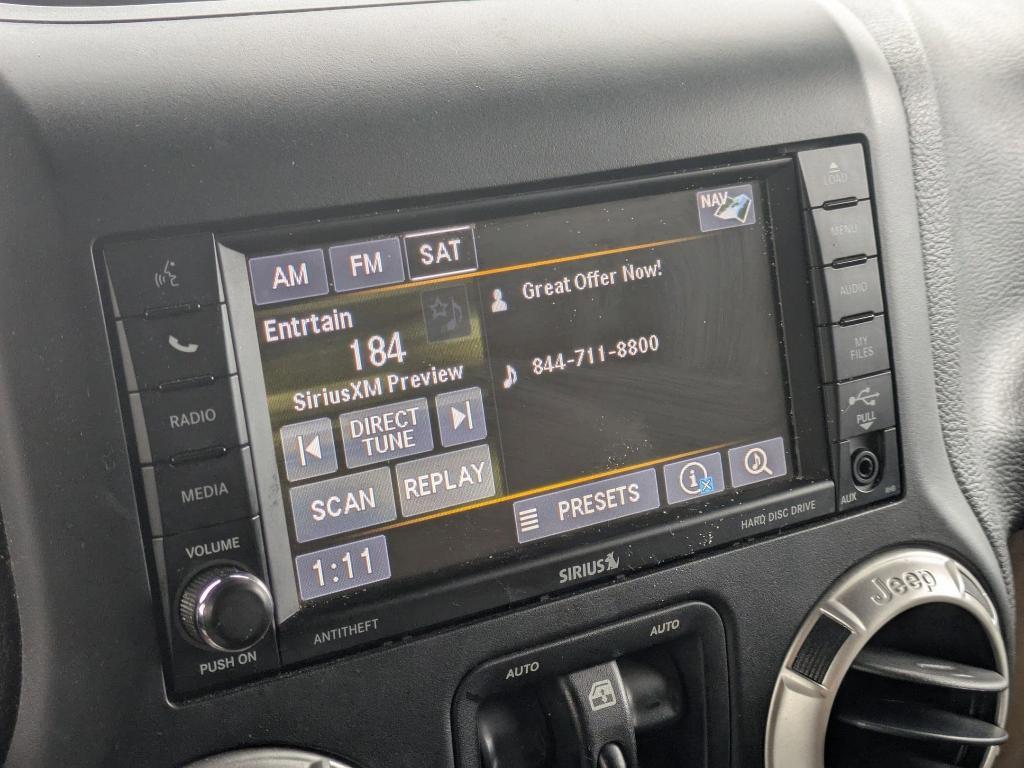 LOAD
NAV
AM
FM
SAT
MENU
Entrtain
Great Offer Now!
AUDIO
184
844-711-8800
MY
FILES
SiriusXM Preview
DIRECT
TUNE
PULL
RADIO
SCAN
REPLAY
PRESETS
i
AUX
MEDIA
1:11
HARD DISC DRIVE
VOLUME
SIRIUS
ANTITHEFT
PUSH ON
AUTO
AUTO
Jeep